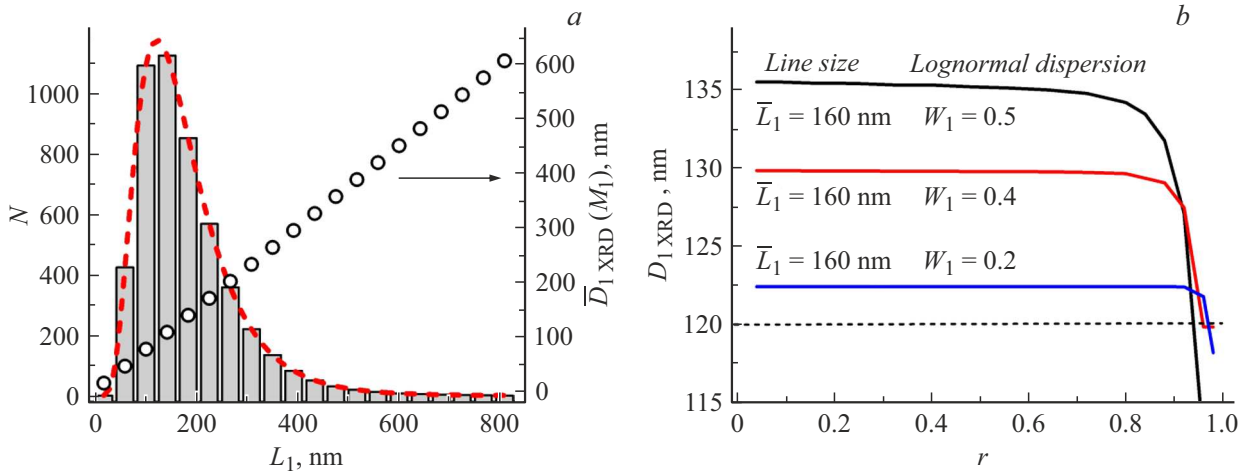 a
1000
800
600
400
200
0
N
600
500
400
300
200
100
0
D̅1 XRD (M1), nm
0
200
400
600
800
L1, nm
b
135
130
125
120
115
D1 XRD, nm
Line size Lognormal dispersion
L̅1 = 160 nm W1 = 0.5
L̅1 = 160 nm W1 = 0.4
L̅1 = 160 nm W1 = 0.2
0
0.2
0.4
0.6
0.8
1.0
r